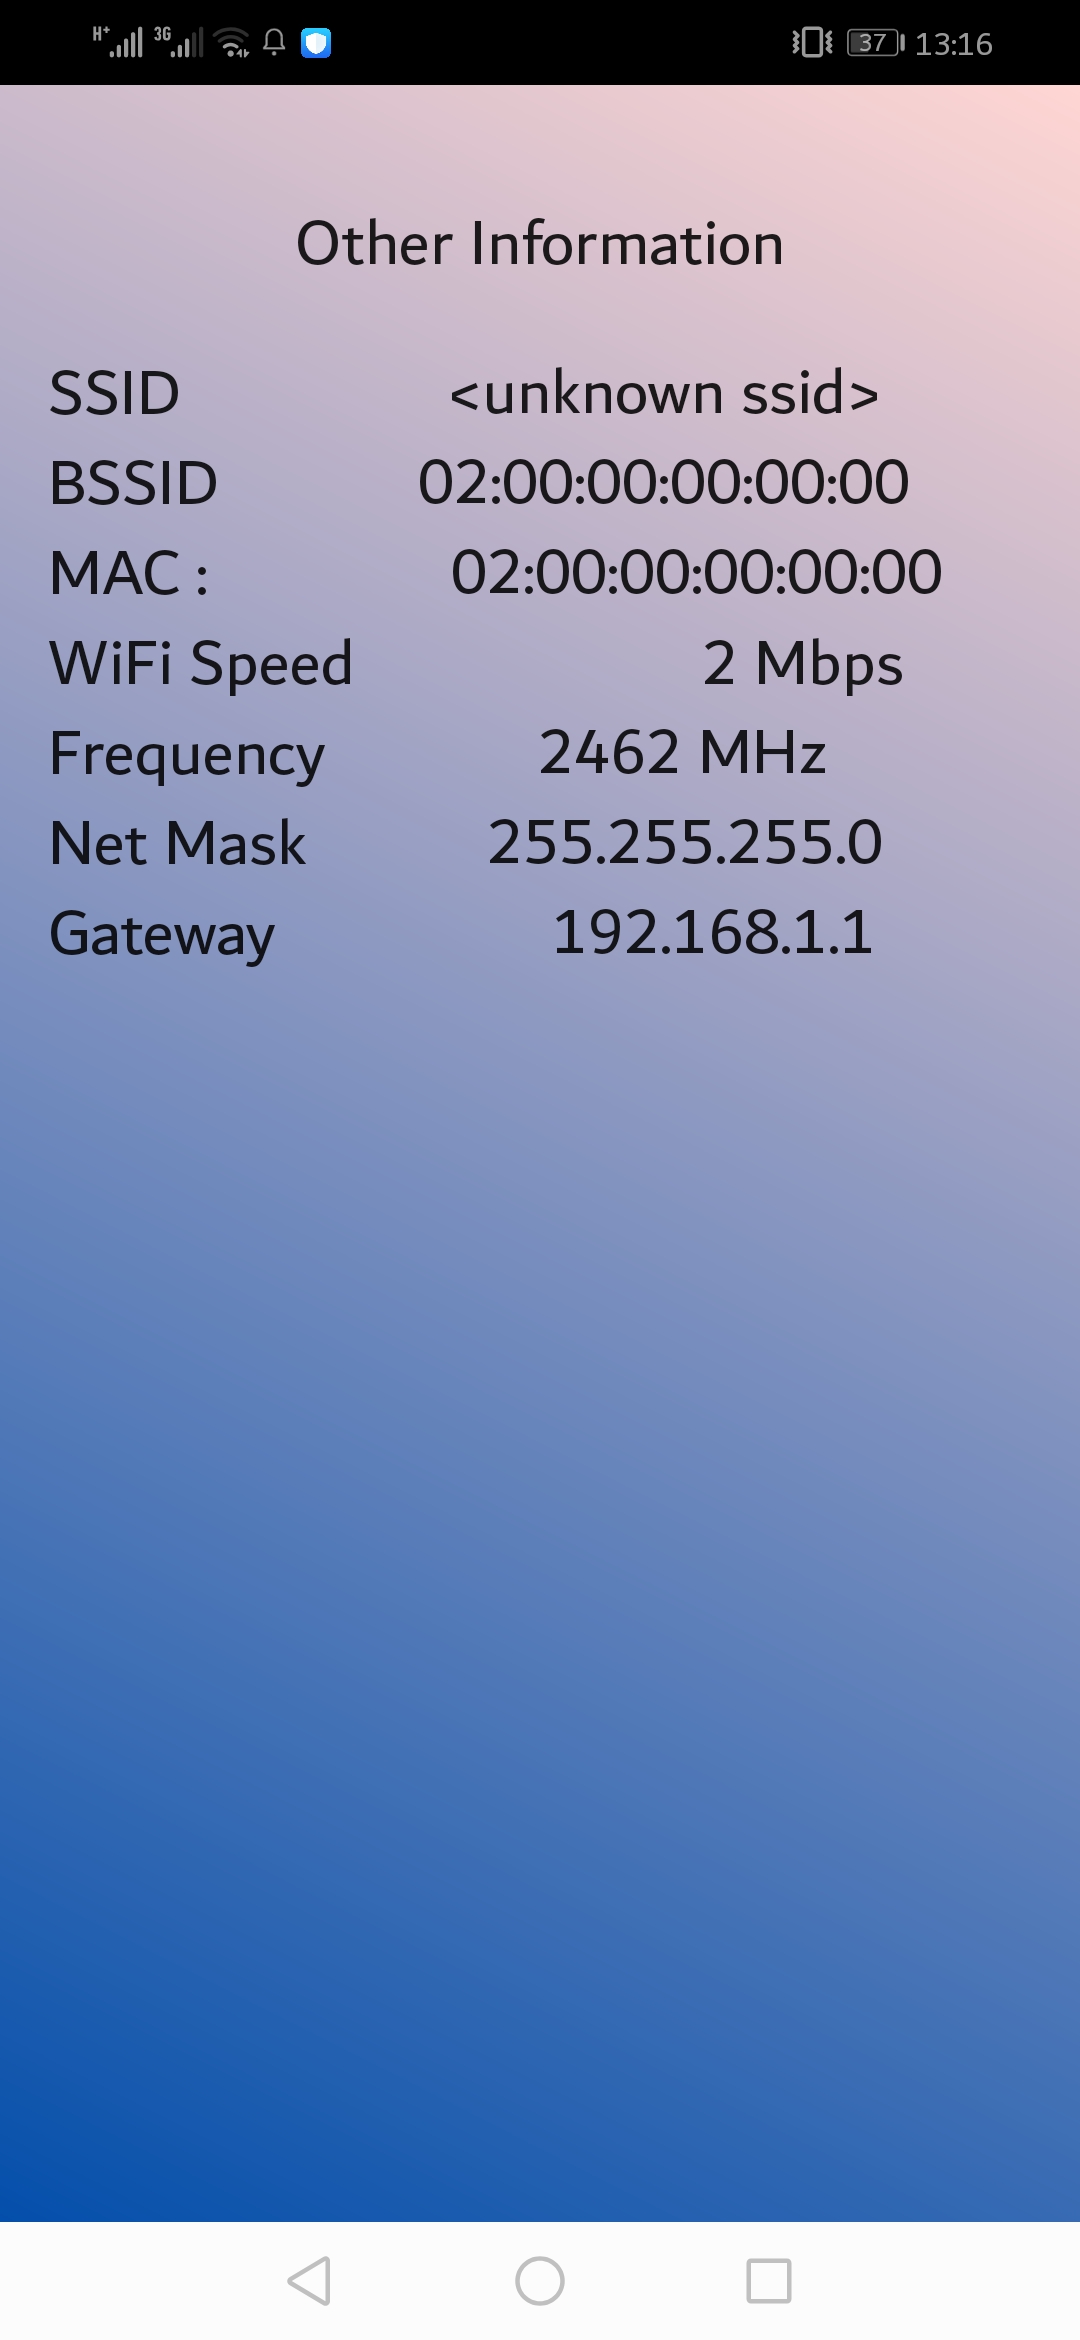 H+ 3G 37 13:16
Other Information
SSID <unknown ssid>
BSSID 02:00:00:00:00:00
MAC : 02:00:00:00:00:00
WiFi Speed 2 Mbps
Frequency 2462 MHz
Net Mask 255.255.255.0
Gateway 192.168.1.1